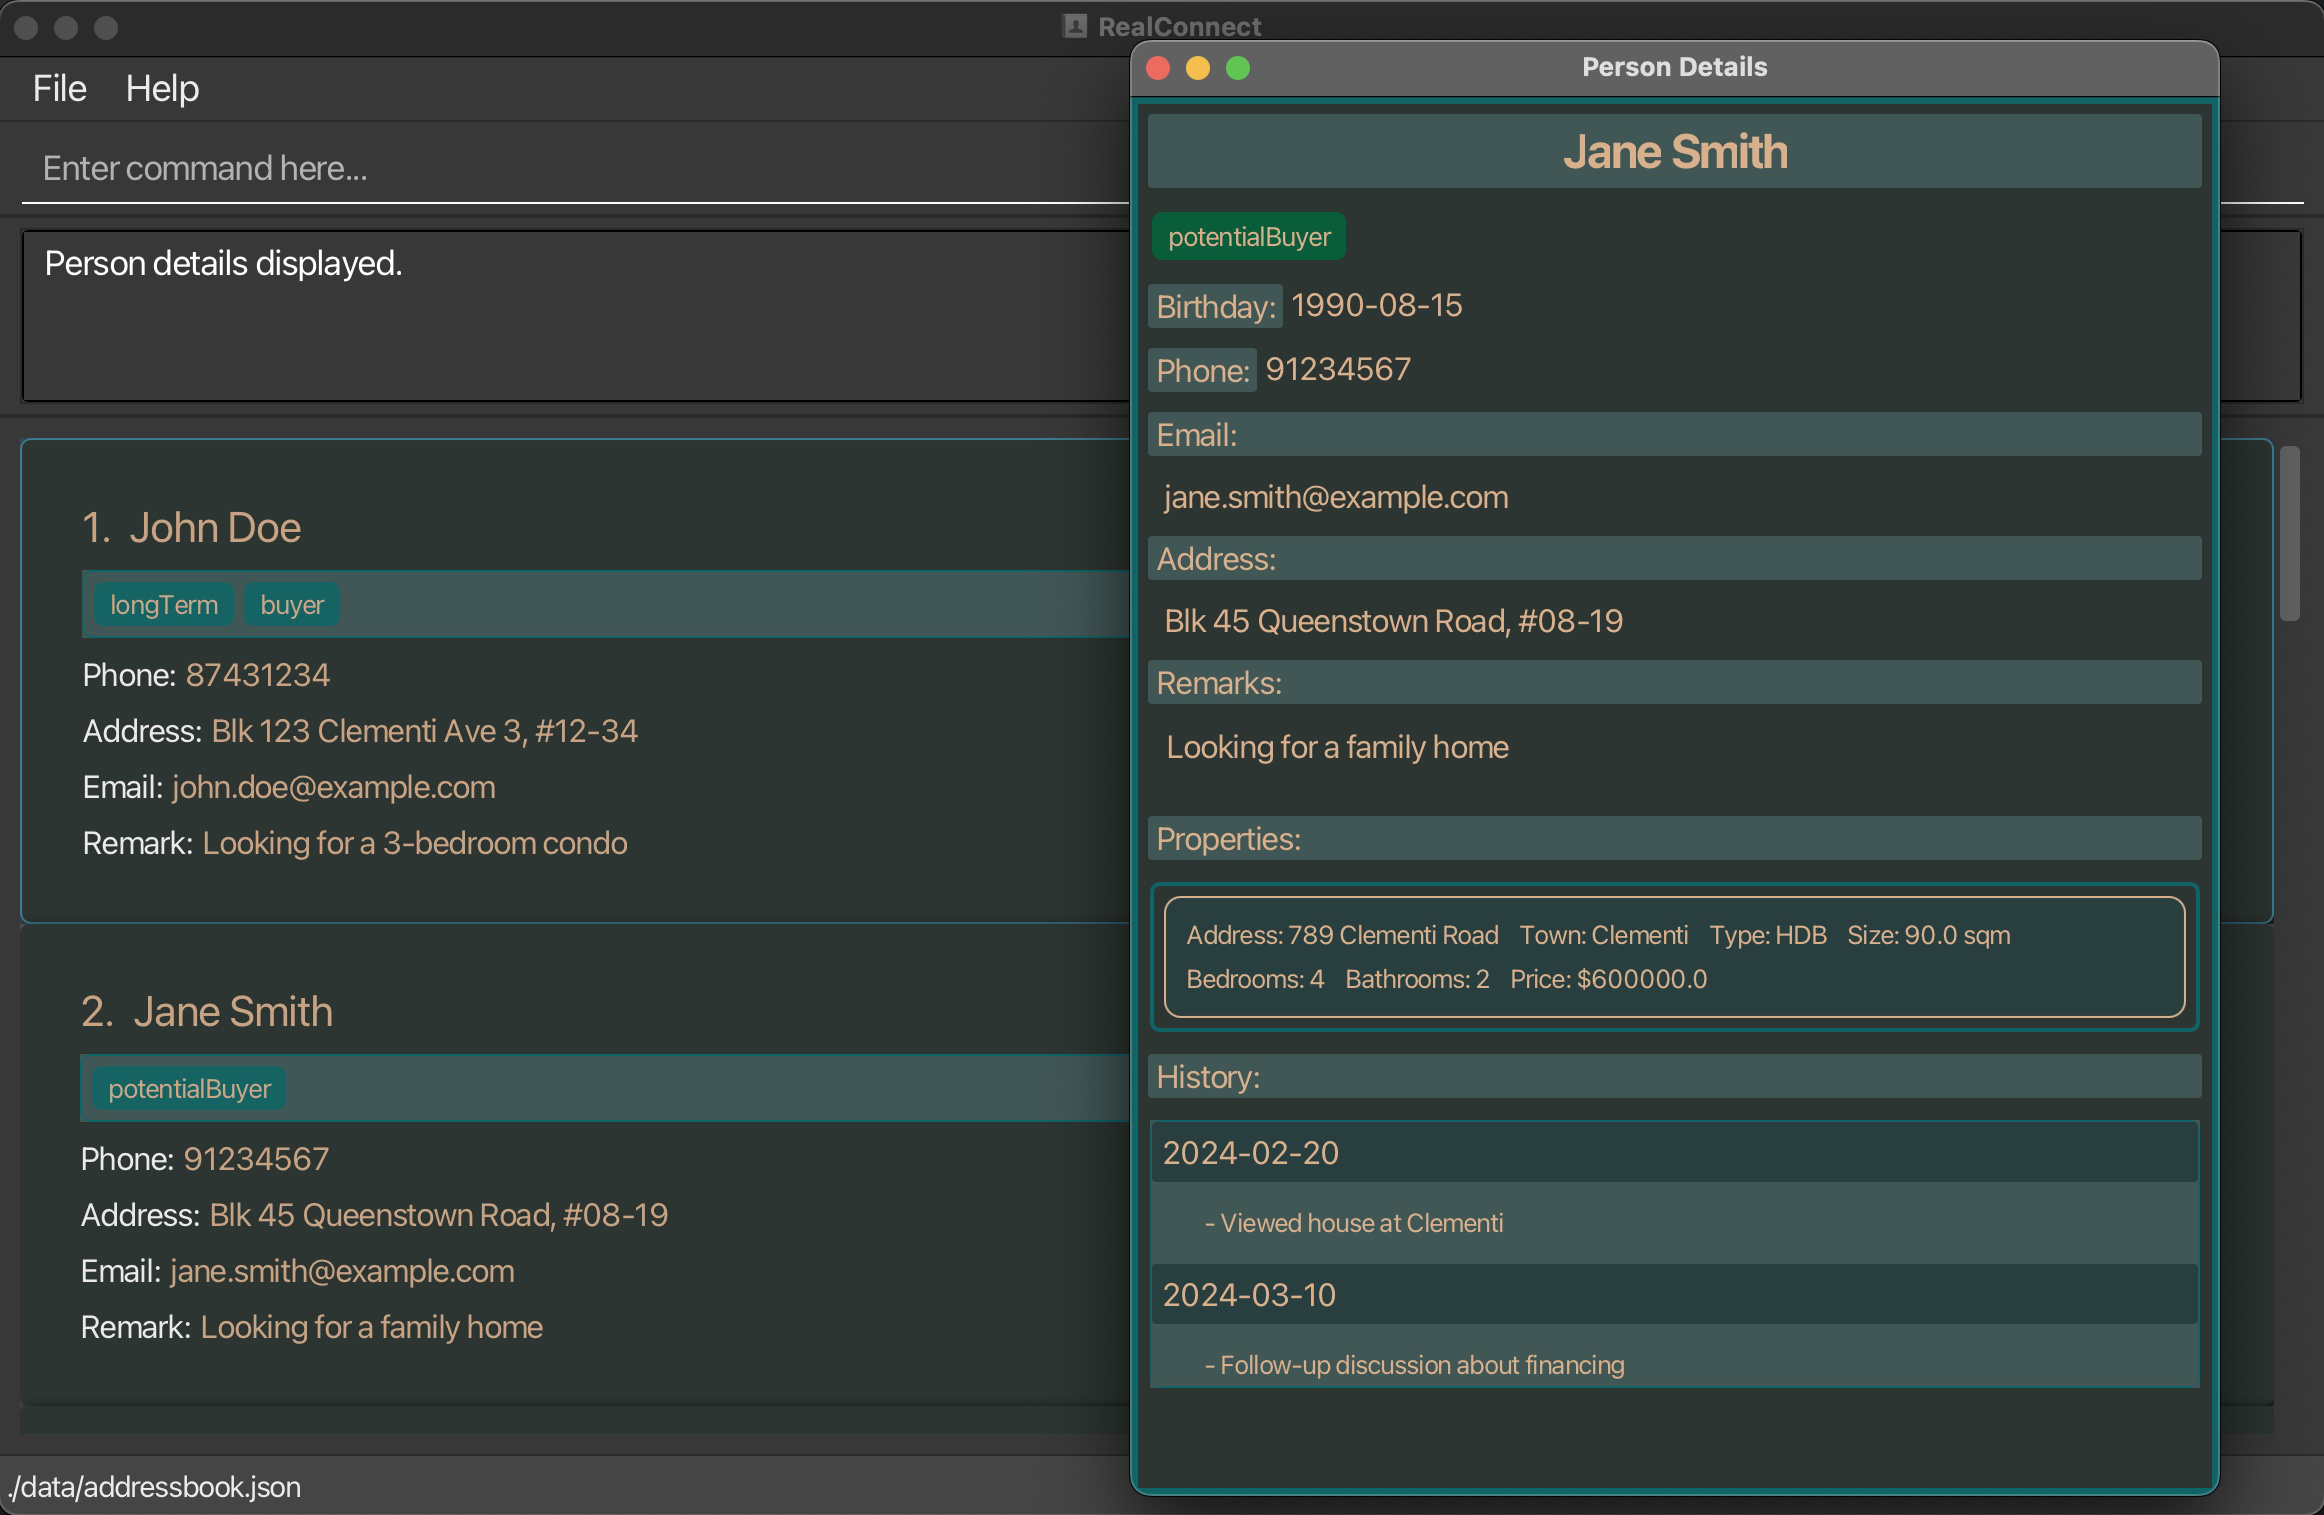 RealConnect
File Help
Enter command here...
Person details displayed.
1. John Doe
longTerm buyer
Phone: 87431234
Address: Blk 123 Clementi Ave 3, #12-34
Email: john.doe@example.com
Remark: Looking for a 3-bedroom condo
2. Jane Smith
potentialBuyer
Phone: 91234567
Address: Blk 45 Queenstown Road, #08-19
Email: jane.smith@example.com
Remark: Looking for a family home
./data/addressbook.json
Person Details
Jane Smith
potentialBuyer
Birthday: 1990-08-15
Phone: 91234567
Email:
jane.smith@example.com
Address:
Blk 45 Queenstown Road, #08-19
Remarks:
Looking for a family home
Properties:
Address: 789 Clementi Road Town: Clementi Type: HDB Size: 90.0 sqm
Bedrooms: 4 Bathrooms: 2 Price: $600000.0
History:
2024-02-20
- Viewed house at Clementi
2024-03-10
- Follow-up discussion about financing